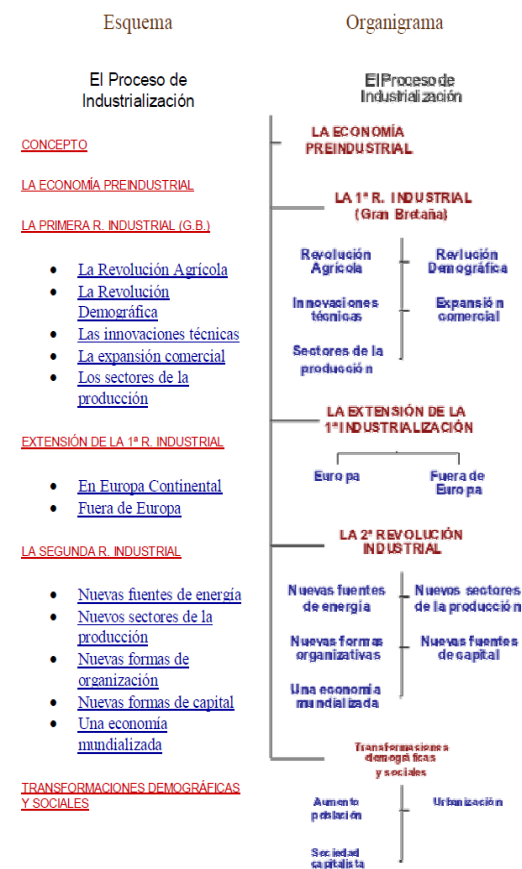 Esquema
El Proceso de
Industrialización
CONCEPTO
LA ECONOMÍA PREINDUSTRIAL
LA PRIMERA R. INDUSTRIAL (G.B.)
• La Revolución Agrícola
• La Revolución
Demográfica
• Las innovaciones técnicas
• La expansión comercial
• Los sectores de la
producción
EXTENSIÓN DE LA 1ª R. INDUSTRIAL
• En Europa Continental
• Fuera de Europa
LA SEGUNDA R. INDUSTRIAL
• Nuevas fuentes de energía
• Nuevos sectores de la
producción
• Nuevas formas de
organización
• Nuevas formas de capital
• Una economía
mundializada
TRANSFORMACIONES DEMOGRÁFICAS
Y SOCIALES
Organigrama
El Proceso de
Industrialización
LA ECONOMÍA
PREINDUSTRIAL
LA 1ª R. INDUSTRIAL
(Gran Bretaña)
Revolución
Agrícola
Revlución
Demográfica
Innovaciones
técnicas
Expansión
comercial
Sectores de la
producción
LA EXTENSIÓN DE LA
1ª INDUSTRIALIZACIÓN
Europa
Fuera de
Europa
LA 2ª REVOLUCIÓN
INDUSTRIAL
Nuevas fuentes
de energía
Nuevos sectores
de la producción
Nuevas formas
organizativas
Nuevas fuentes
de capital
Una economía
mundializada
Transformaciones
demográficas
y sociales
Aumento
población
Urbanización
Sociedad
capitalista